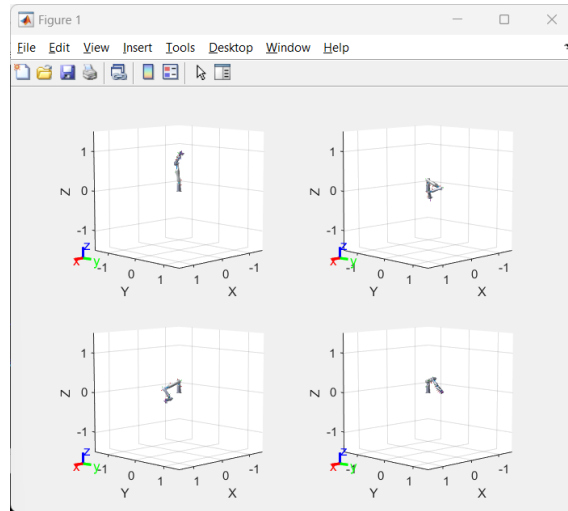 Figure 1
File Edit View Insert Tools Desktop Window Help
1 1
Z 0 Z 0
-1 -1
z z
x y -1 0 1 1 0 -1 x y -1 0 1 1 0 -1
Y X Y X
1 1
Z 0 Z 0
-1 -1
z z
x y -1 0 1 1 0 -1 x y -1 0 1 1 0 -1
Y X Y X